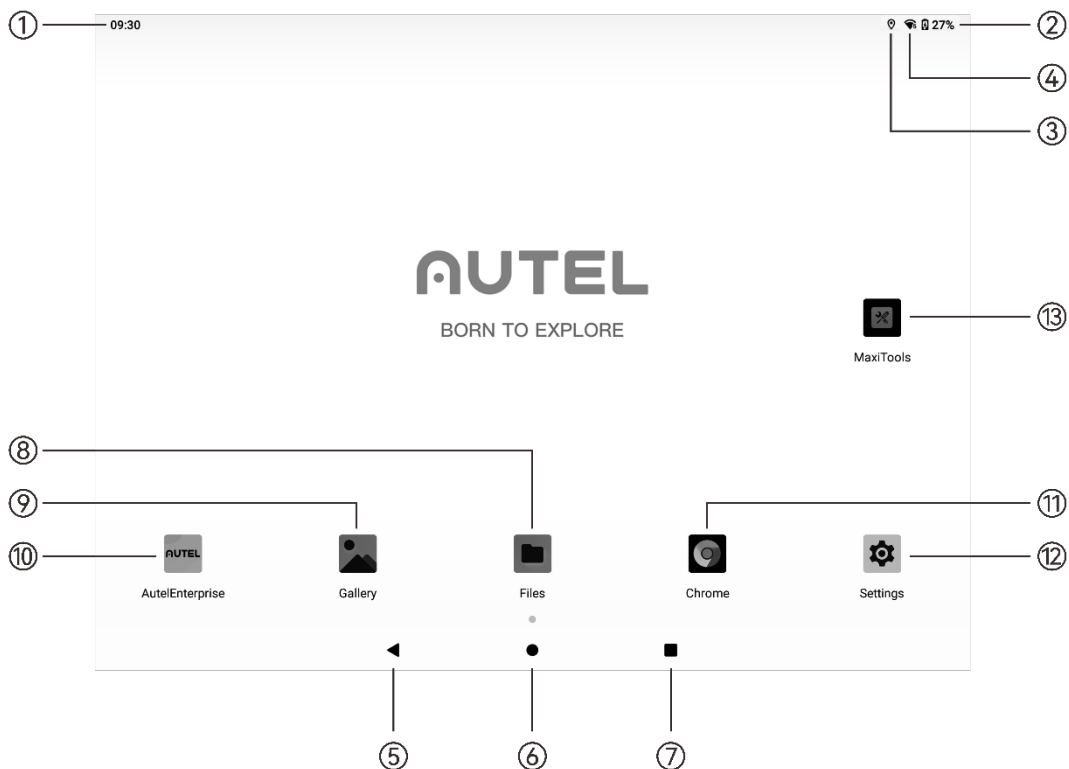 ① 09:30 27% ②
④
③
AUTEL
BORN TO EXPLORE
⑬
MaxiTools
⑧
⑨ ⑪
⑩ AUTEL ⑫
AutelEnterprise Gallery Files Chrome Settings
⑤ ⑥ ⑦